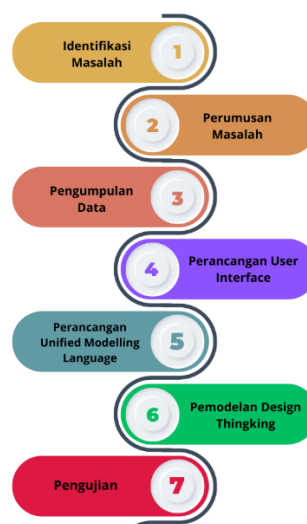 Identifikasi
Masalah
1
2
Perumusan
Masalah
Pengumpulan
Data
3
4
Perancangan User
Interface
Perancangan
Unified Modelling
Language
5
6
Pemodelan Design
Thingking
Pengujian
7